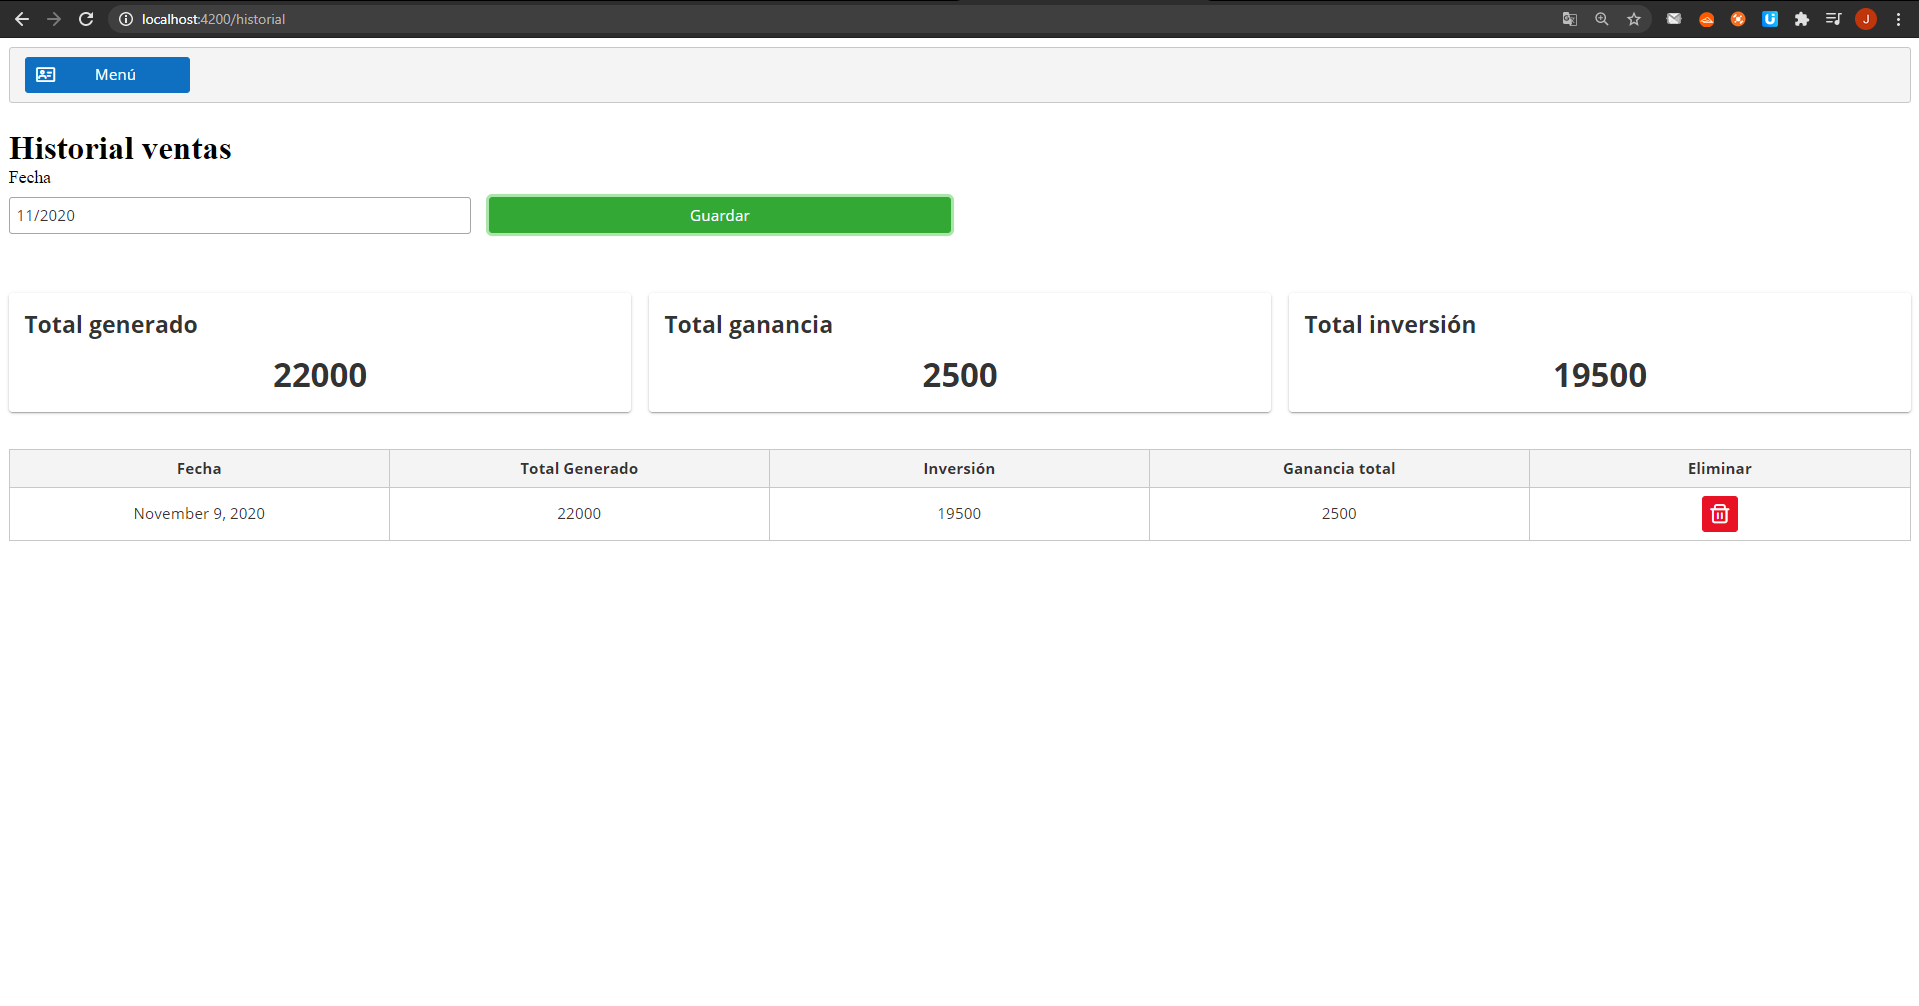 localhost:4200/historial
J
Menú
Historial ventas
Fecha
11/2020
Guardar
Total generado
22000
Total ganancia
2500
Total inversión
19500
Fecha Total Generado Inversión Ganancia total Eliminar
November 9, 2020 22000 19500 2500